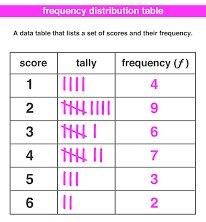 frequency distribution table
A data table that lists a set of scores and their frequency.
score tally frequency (f)
1 4
2 9
3 6
4 7
5 3
6 2